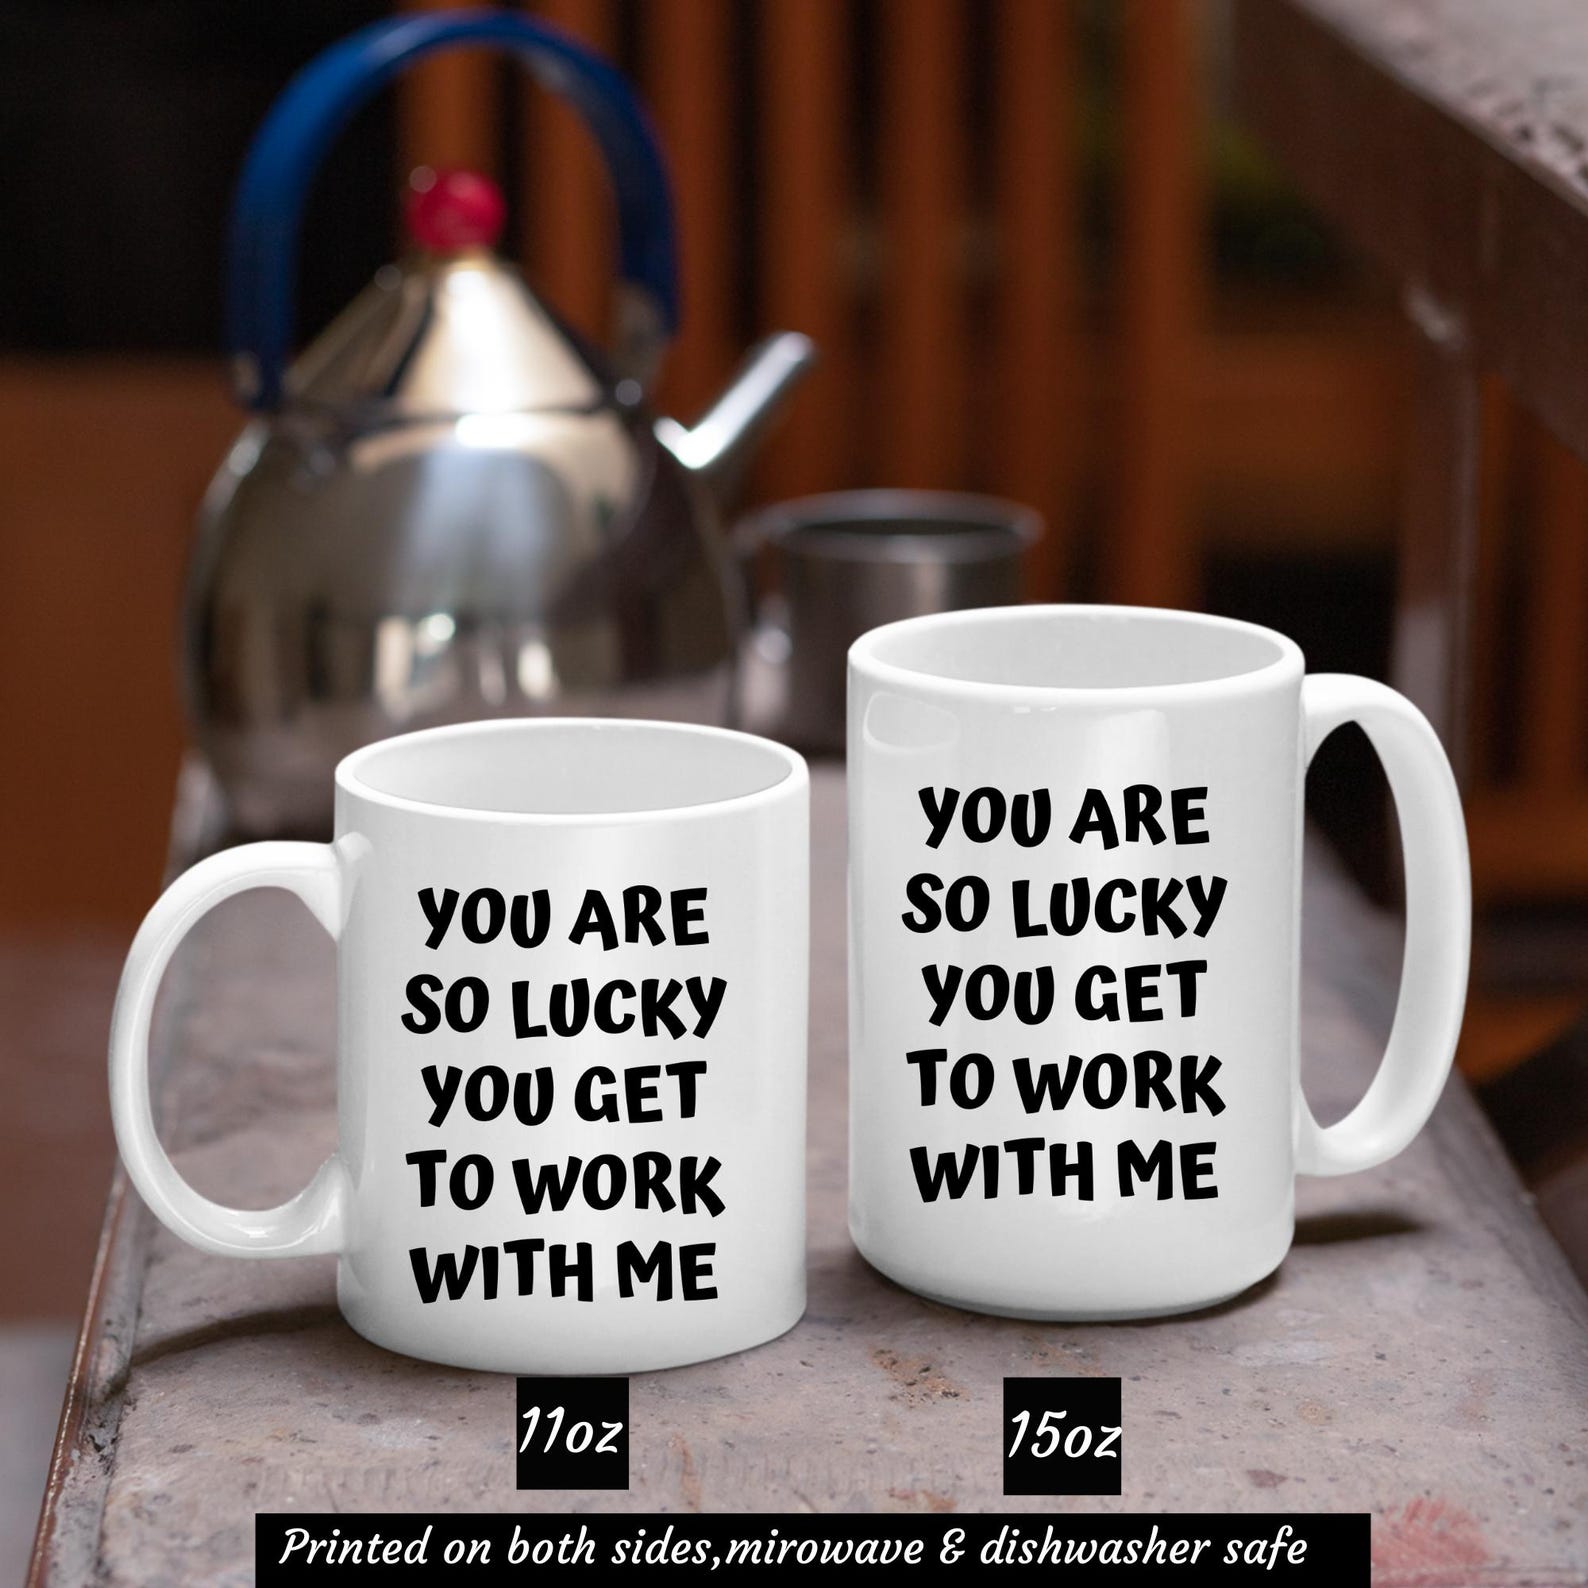 YOU ARE
SO LUCKY
YOU GET
TO WORK
WITH ME
YOU ARE
SO LUCKY
YOU GET
TO WORK
WITH ME
11oz
15oz
Printed on both sides,mirowave & dishwasher safe